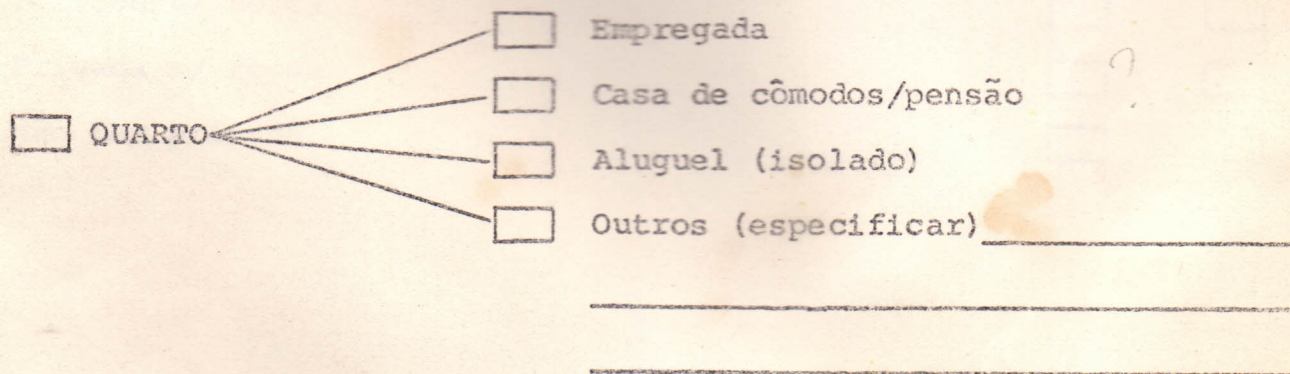 Empregada
Casa de cômodos/pensão
QUARTO
Aluguel (isolado)
Outros (especificar)